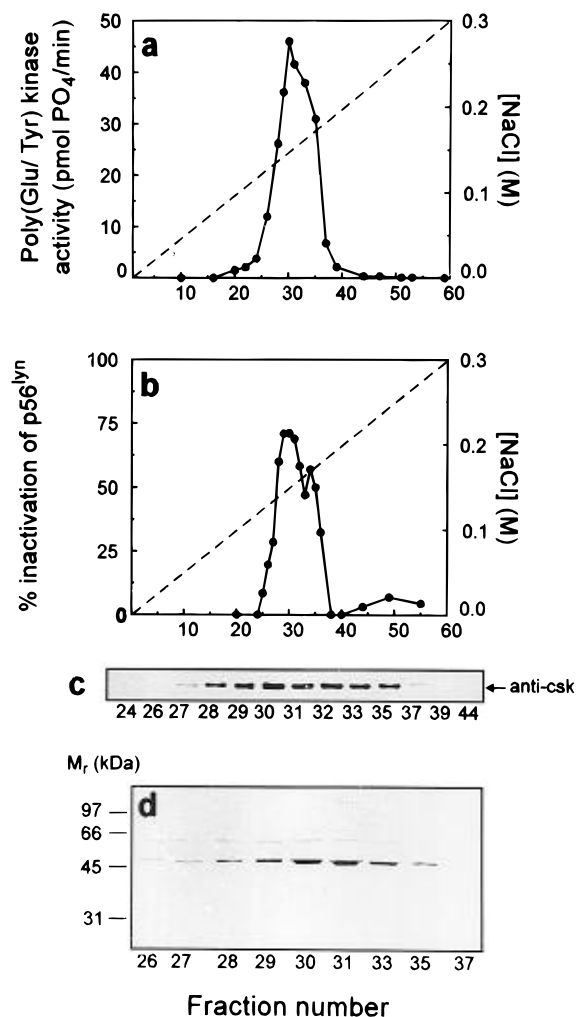 a
Poly(Glu/ Tyr) kinase
activity (pmol PO4/min)
50
40
30
20
10
0
0.3
0.2
0.1
0.0
[NaCl] (M)
10 20 30 40 50 60
b
% inactivation of p56lyn
100
75
50
25
0
0.3
0.2
0.1
0.0
[NaCl] (M)
10 20 30 40 50 60
c
anti-csk
24 26 27 28 29 30 31 32 33 35 37 39 44
Mr (kDa)
d
97
66
45
31
26 27 28 29 30 31 33 35 37
Fraction number